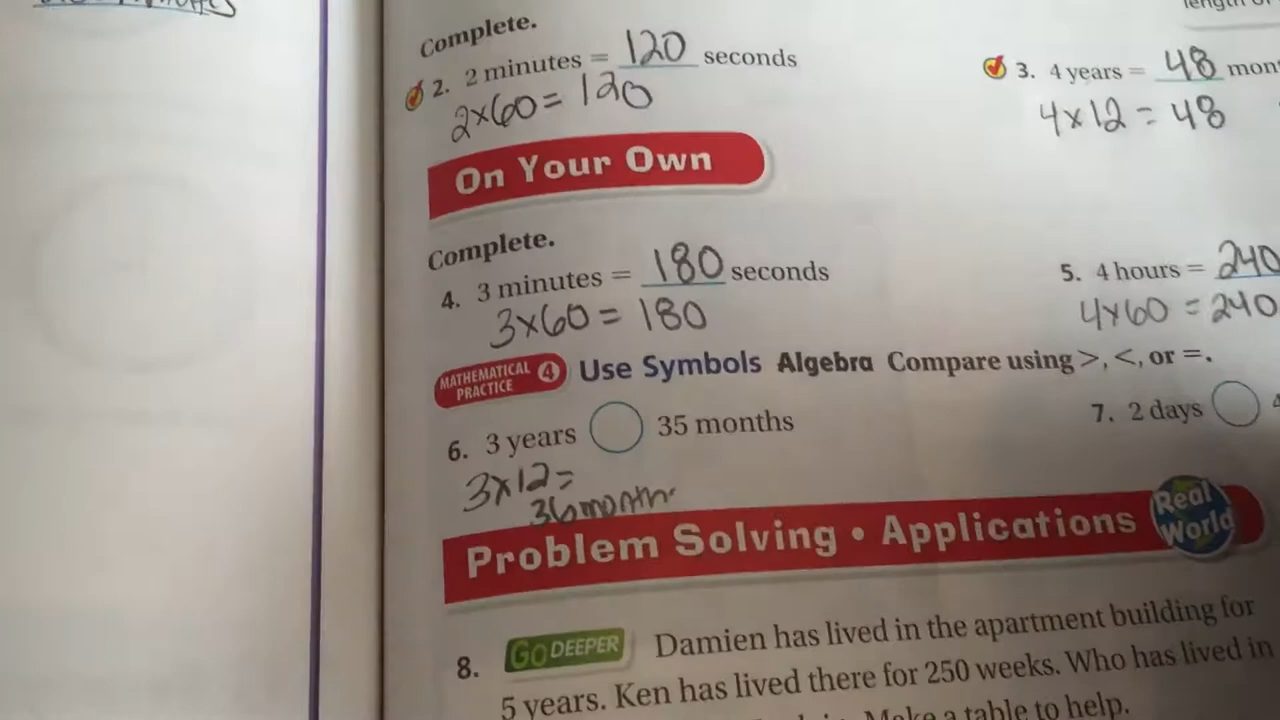 Complete.
2. 2 minutes = 120 seconds
2x60 = 120
3. 4 years = 48 mon
4x12 = 48
On Your Own
Complete.
4. 3 minutes = 180 seconds
3x60 = 180
5. 4 hours = 240
4x60 = 240
MATHEMATICAL PRACTICE 4 Use Symbols Algebra Compare using >, <, or =.
6. 3 years 35 months
7. 2 days
3x12 =
36 month
Problem Solving • Applications Real World
8. GO DEEPER Damien has lived in the apartment building for
5 years. Ken has lived there for 250 weeks. Who has lived in
Make a table to help.